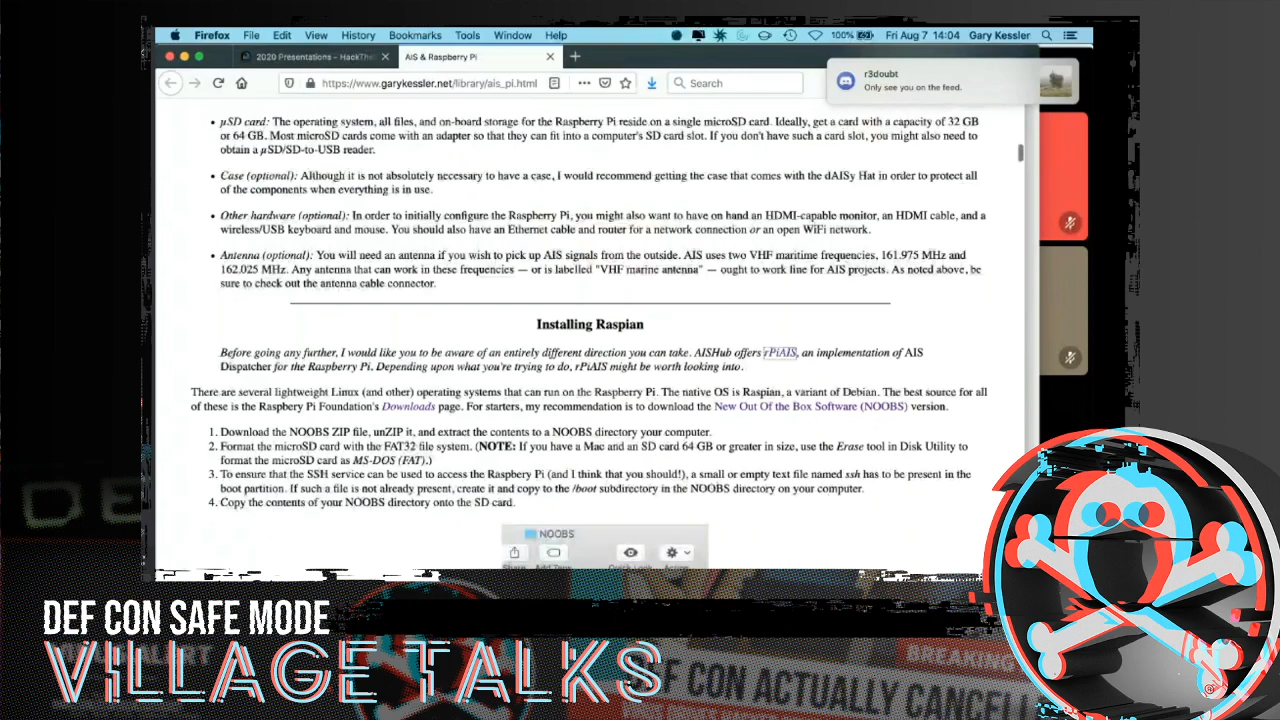 Firefox File Edit View History Bookmarks Tools Window Help 100% Fri Aug 7 14:04 Gary Kessler
2020 Presentations – HackThe
AIS & Raspberry Pi
https://www.garykessler.net/library/ais_pi.html
Search
r3doubt
Only see you on the feed.
• µSD card: The operating system, all files, and on-board storage for the Raspberry Pi reside on a single microSD card. Ideally, get a card with a capacity of 32 GB
or 64 GB. Most microSD cards come with an adapter so that they can fit into a computer's SD card slot. If you don't have such a card slot, you might also need to
obtain a µSD/SD-to-USB reader.
• Case (optional): Although it is not absolutely necessary to have a case, I would recommend getting the case that comes with the dAISy Hat in order to protect all
of the components when everything is in use.
• Other hardware (optional): In order to initially configure the Raspberry Pi, you might also want to have on hand an HDMI-capable monitor, an HDMI cable, and a
wireless/USB keyboard and mouse. You should also have an Ethernet cable and router for a network connection or an open WiFi network.
• Antenna (optional): You will need an antenna if you wish to pick up AIS signals from the outside. AIS uses two VHF maritime frequencies, 161.975 MHz and
162.025 MHz. Any antenna that can work in these frequencies — or is labelled "VHF marine antenna" — ought to work line for AIS projects. As noted above, be
sure to check out the antenna cable connector.
Installing Raspian
Before going any further, I would like you to be aware of an entirely different direction you can take. AISHub offers rPiAIS, an implementation of AIS
Dispatcher for the Raspberry Pi. Depending upon what you're trying to do, rPiAIS might be worth looking into.
There are several lightweight Linux (and other) operating systems that can run on the Raspberry Pi. The native OS is Raspian, a variant of Debian. The best source for all
of these is the Raspbery Pi Foundation's Downloads page. For starters, my recommendation is to download the New Out Of the Box Software (NOOBS) version.
1. Download the NOOBS ZIP file, unZIP it, and extract the contents to a NOOBS directory your computer.
2. Format the microSD card with the FAT32 file system. (NOTE: If you have a Mac and an SD card 64 GB or greater in size, use the Erase tool in Disk Utility to
format the microSD card as MS-DOS (FAT).)
3. To ensure that the SSH service can be used to access the Raspbery Pi (and I think that you should!), a small or empty text file named ssh has to be present in the
boot partition. If such a file is not already present, create it and copy to the /boot subdirectory in the NOOBS directory on your computer.
4. Copy the contents of your NOOBS directory onto the SD card.
NOOBS
DEF CON SAFE MODE
VILLAGE TALKS
BREAKING
DEF CON ACTUALLY CANCELL